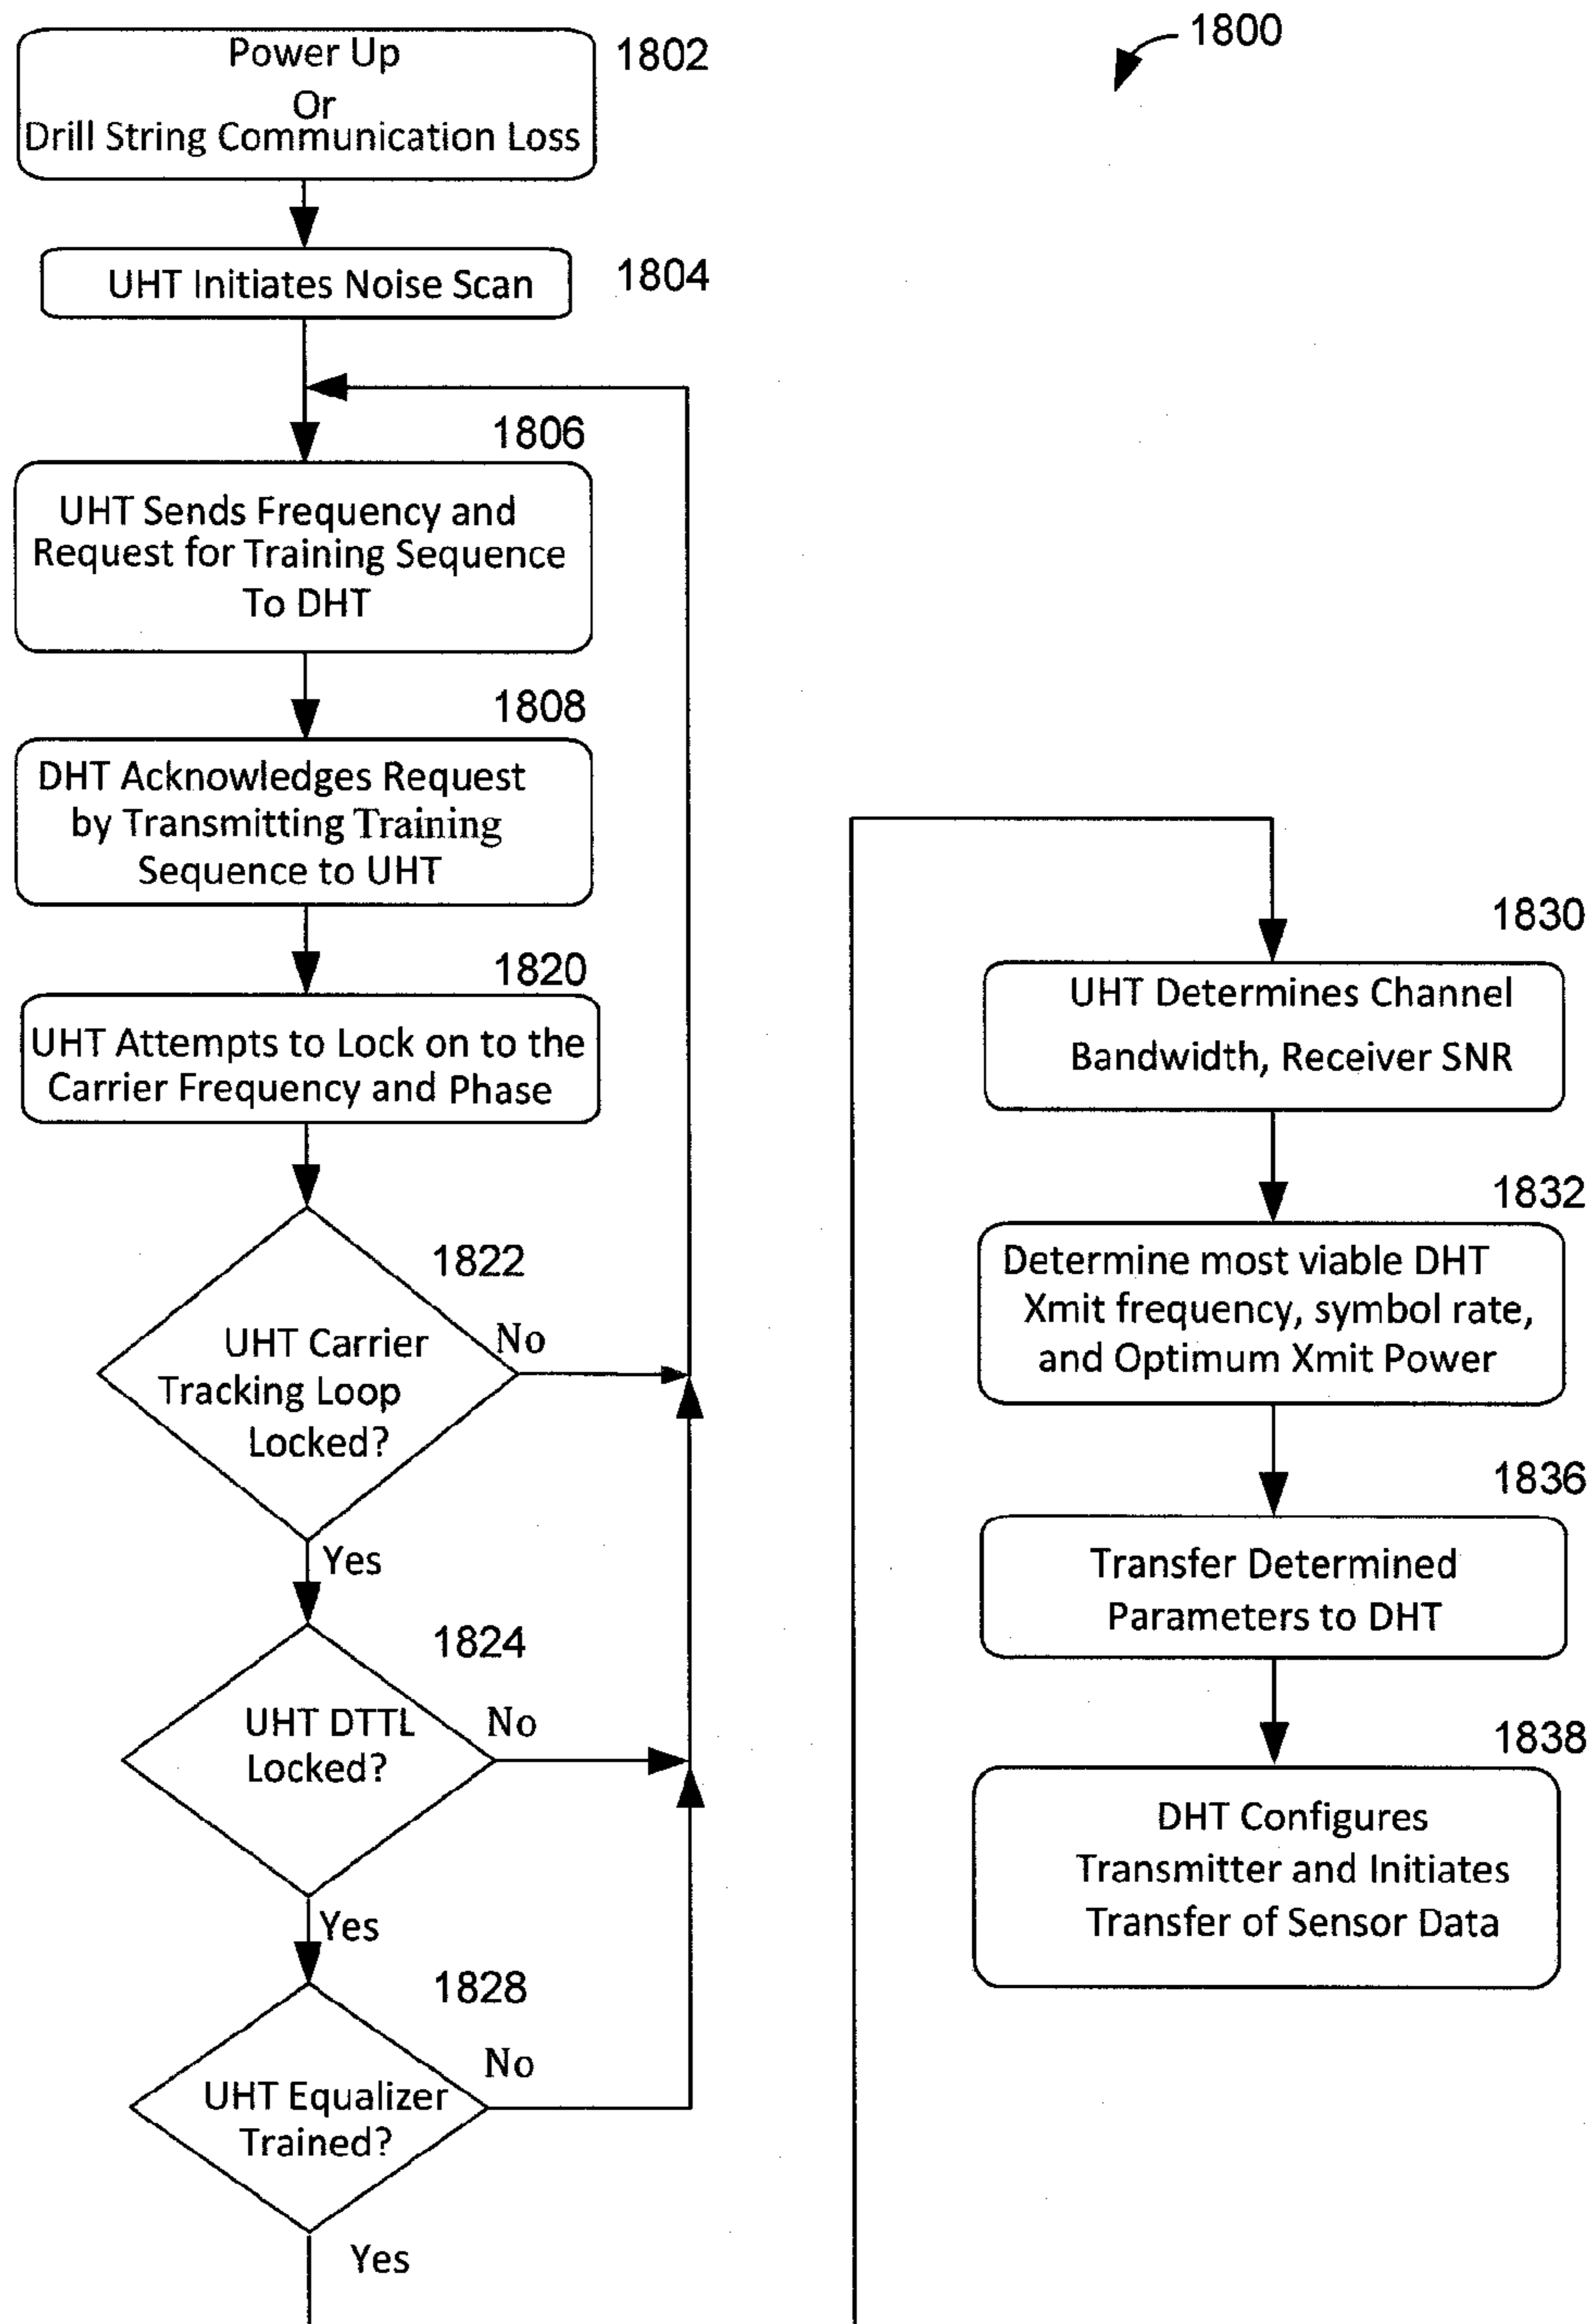 1800
Power Up
Or
Drill String Communication Loss
1802
UHT Initiates Noise Scan
1804
1806
UHT Sends Frequency and
Request for Training Sequence
To DHT
1808
DHT Acknowledges Request
by Transmitting Training
Sequence to UHT
1820
UHT Attempts to Lock on to the
Carrier Frequency and Phase
1822
UHT Carrier
Tracking Loop
Locked?
No
Yes
1824
UHT DTTL
Locked?
No
Yes
1828
UHT Equalizer
Trained?
No
Yes
1830
UHT Determines Channel
Bandwidth, Receiver SNR
1832
Determine most viable DHT
Xmit frequency, symbol rate,
and Optimum Xmit Power
1836
Transfer Determined
Parameters to DHT
1838
DHT Configures
Transmitter and Initiates
Transfer of Sensor Data